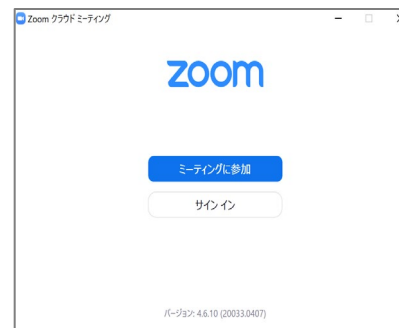 Zoom クラウド ミーティング
zoom
ミーティングに参加
サイン イン
バージョン: 4.6.10 (20033.0407)